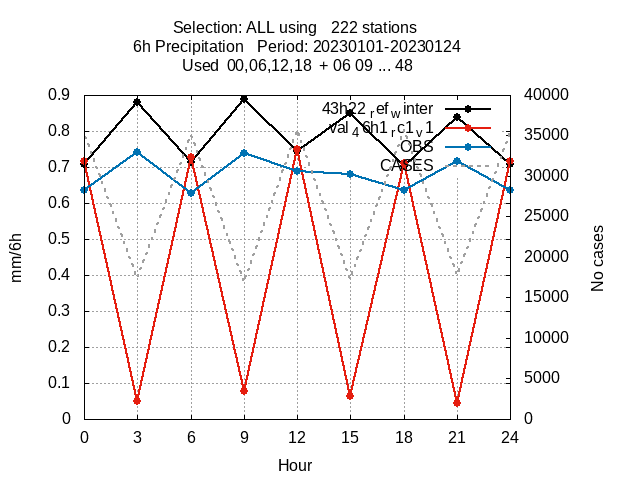 Selection: ALL using 222 stations
6h Precipitation Period: 20230101-20230124
Used 00,06,12,18 + 06 09 ... 48
0.9
0.8
0.7
0.6
0.5
0.4
0.3
0.2
0.1
0
mm/6h
43h22_ref_winter
val_46h1_rc1_v1
OBS
CASES
40000
35000
30000
25000
20000
15000
10000
5000
0
No cases
0 3 6 9 12 15 18 21 24
Hour